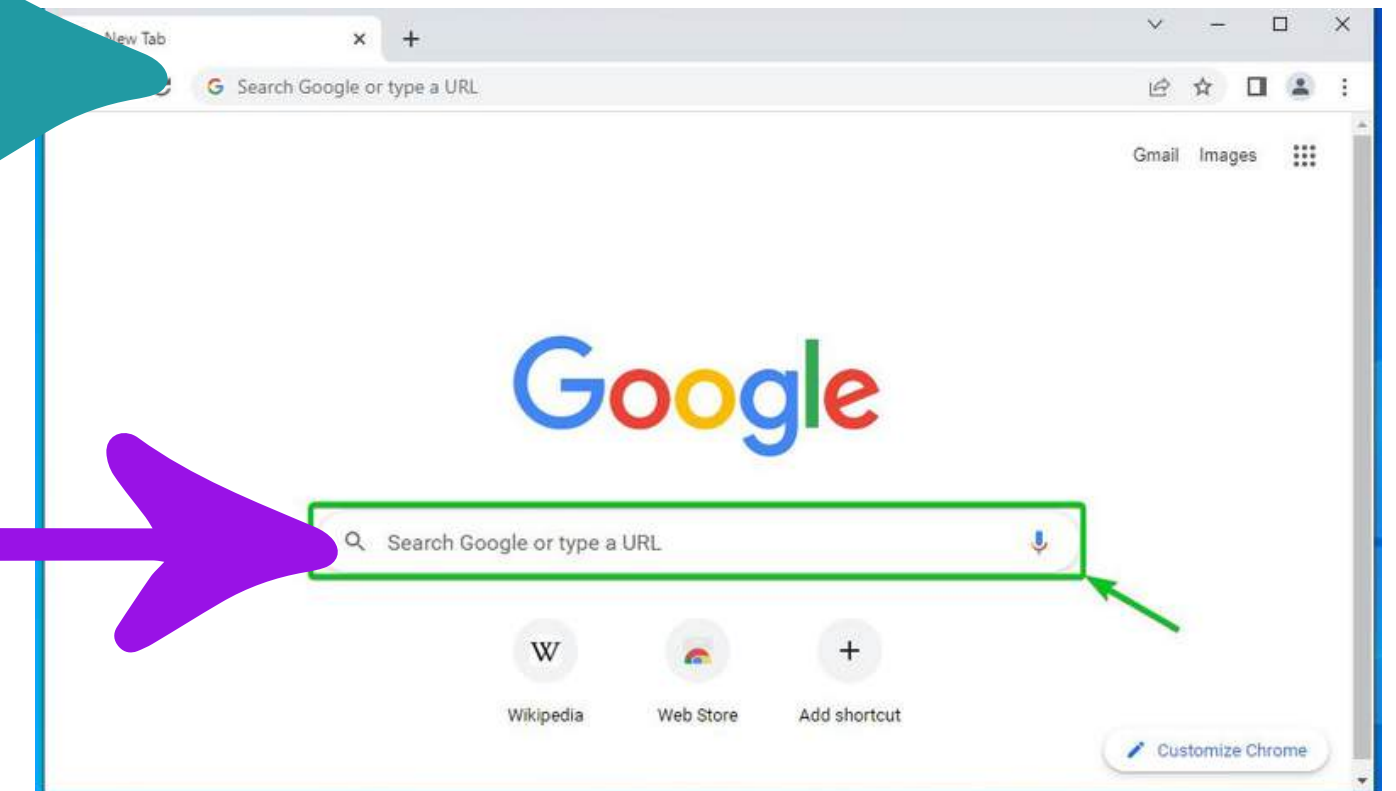 New Tab
Search Google or type a URL
Gmail Images
Google
Search Google or type a URL
W
Wikipedia Web Store Add shortcut
Customize Chrome